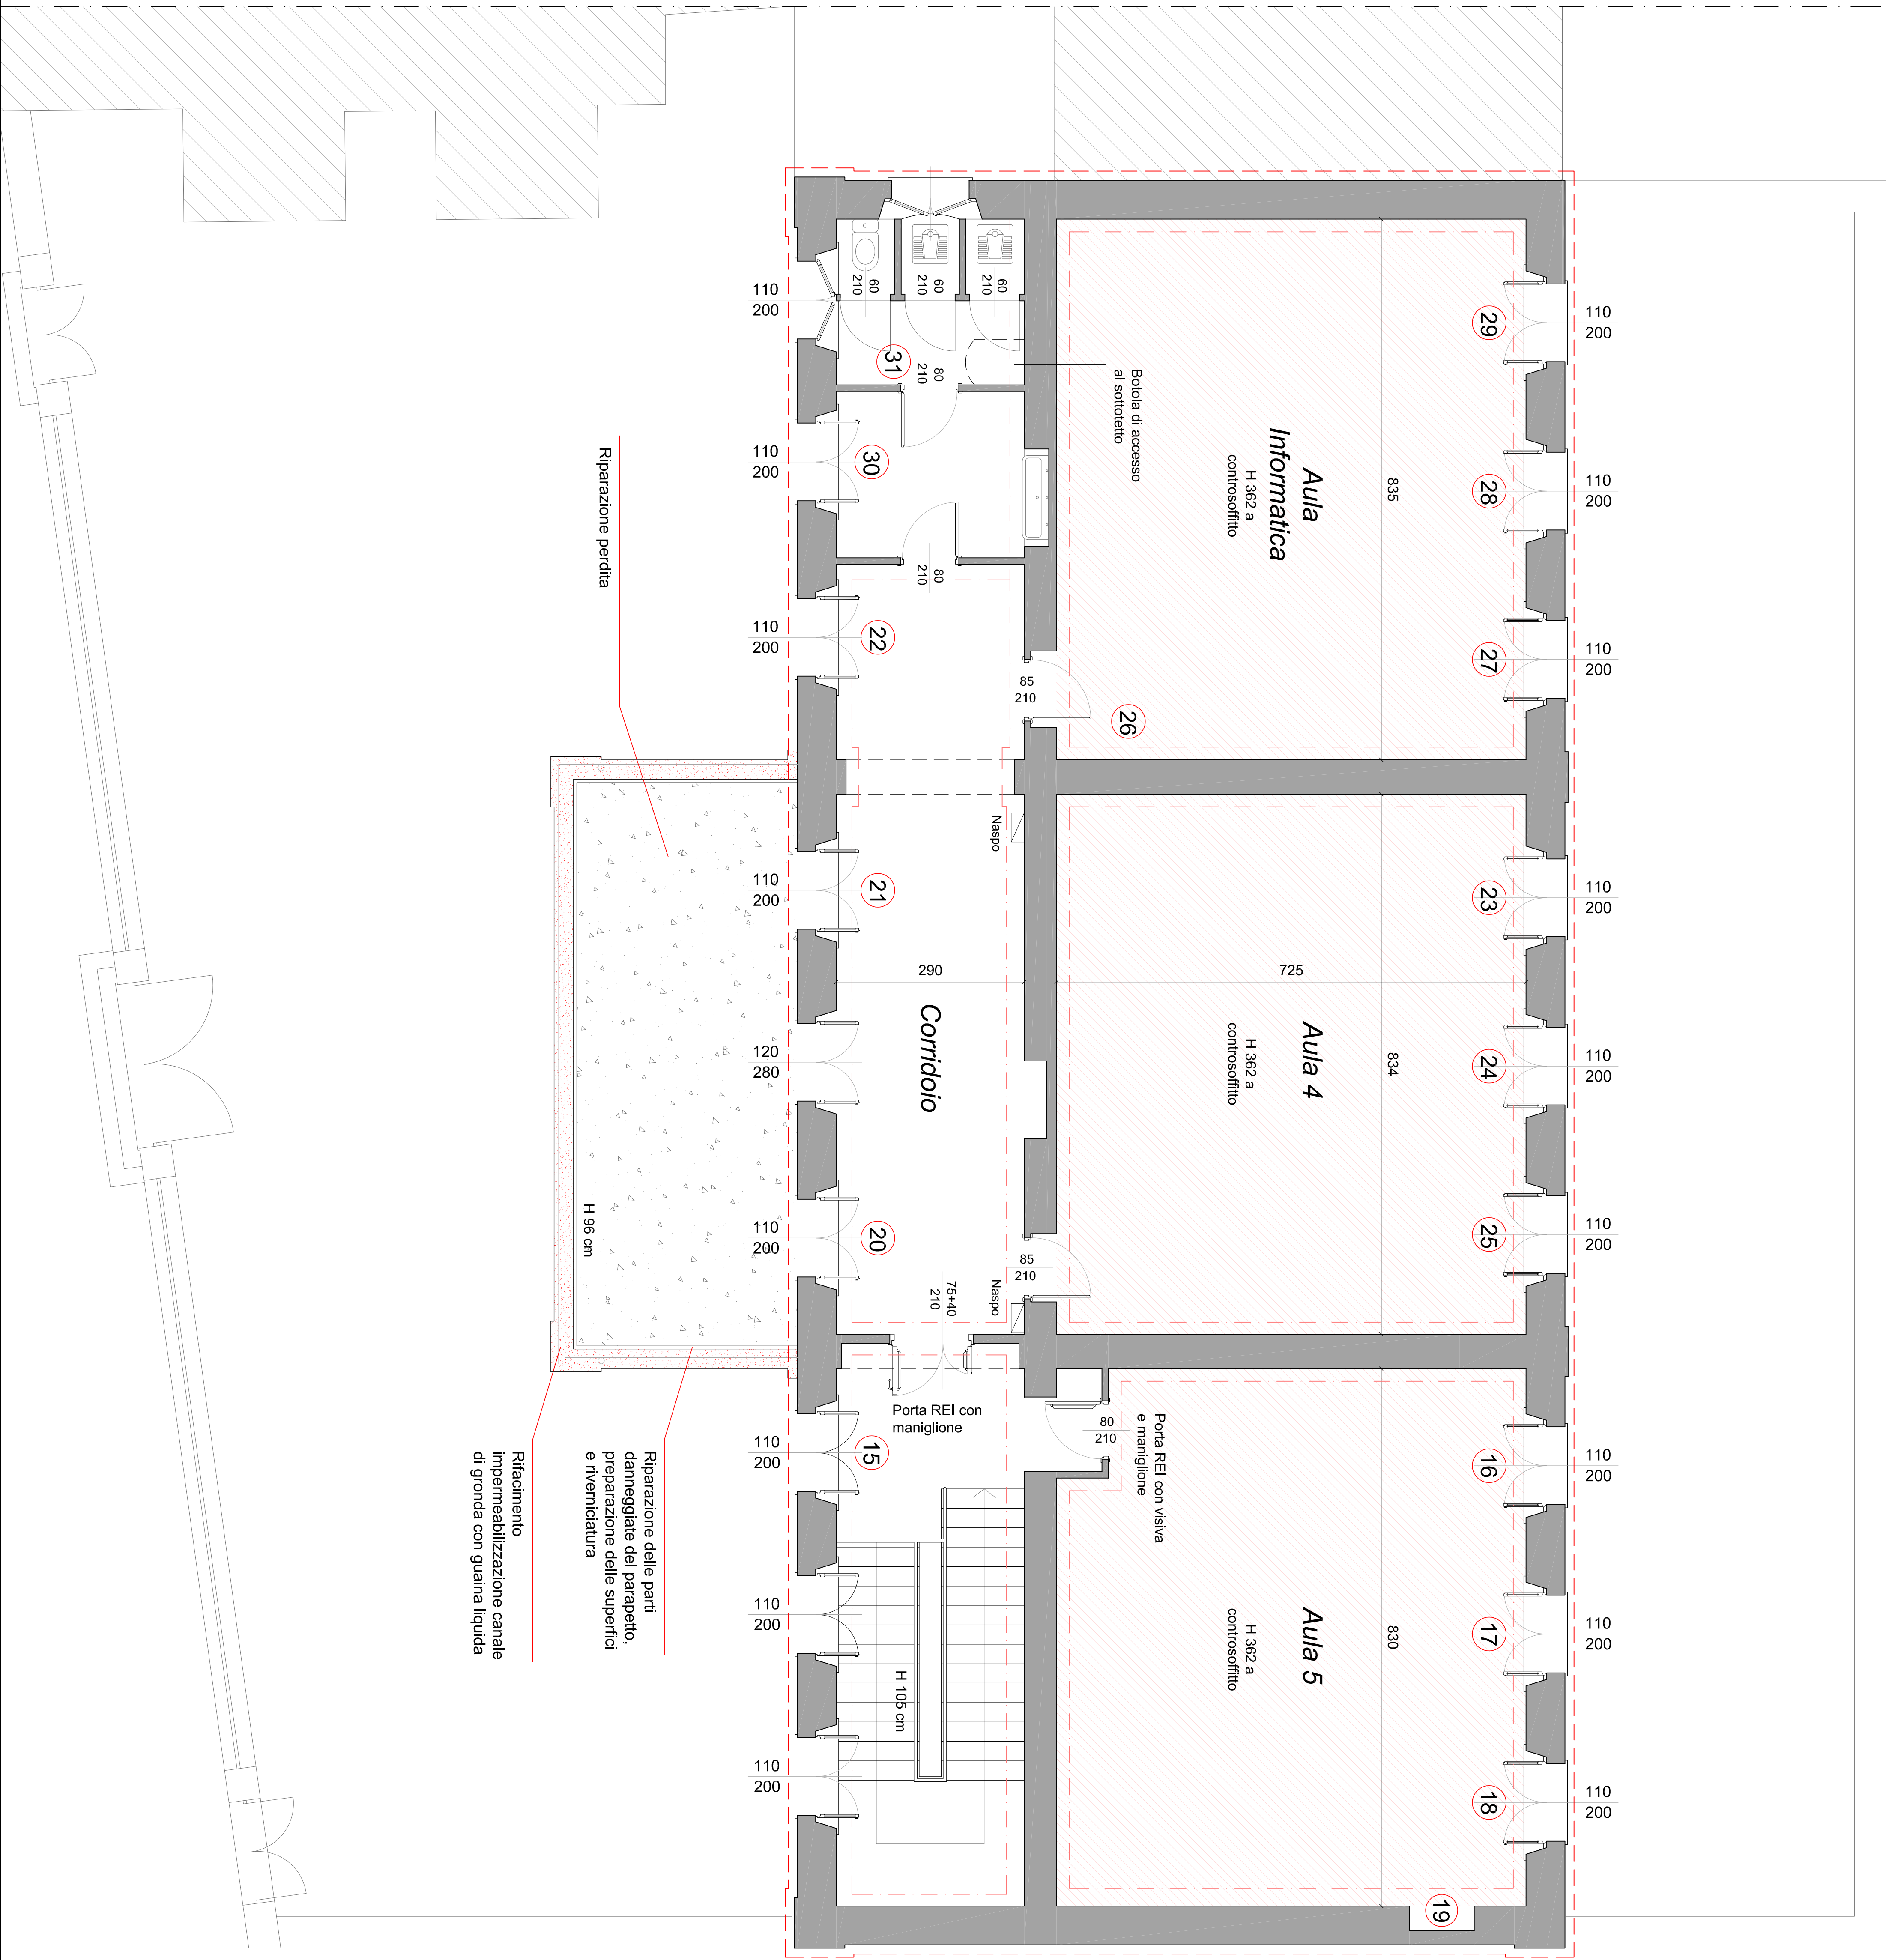 110
200
29
110
200
28
110
200
27
Aula
Informatica
H 362 a
controsoffitto
835
Botola di accesso
al sottotetto
26
85
210
60
210
60
210
60
210
31
80
210
110
200
30
110
200
80
210
22
110
200
Riparazione perdita
110
200
23
110
200
24
110
200
25
Aula 4
H 362 a
controsoffitto
834
725
290
Naspo
Corridoio
Naspo
85
210
75+40
210
21
110
200
120
280
20
110
200
H 96 cm
110
200
16
110
200
17
110
200
18
19
Aula 5
H 362 a
controsoffitto
830
Porta REI con visiva
e maniglione
80
210
Porta REI con
maniglione
15
110
200
110
200
110
200
H 105 cm
Riparazione delle parti
danneggiate del parapetto,
preparazione delle superfici
e riverniciatura
Rifacimento
impermeabilizzazione canale
di gronda con guaina liquida